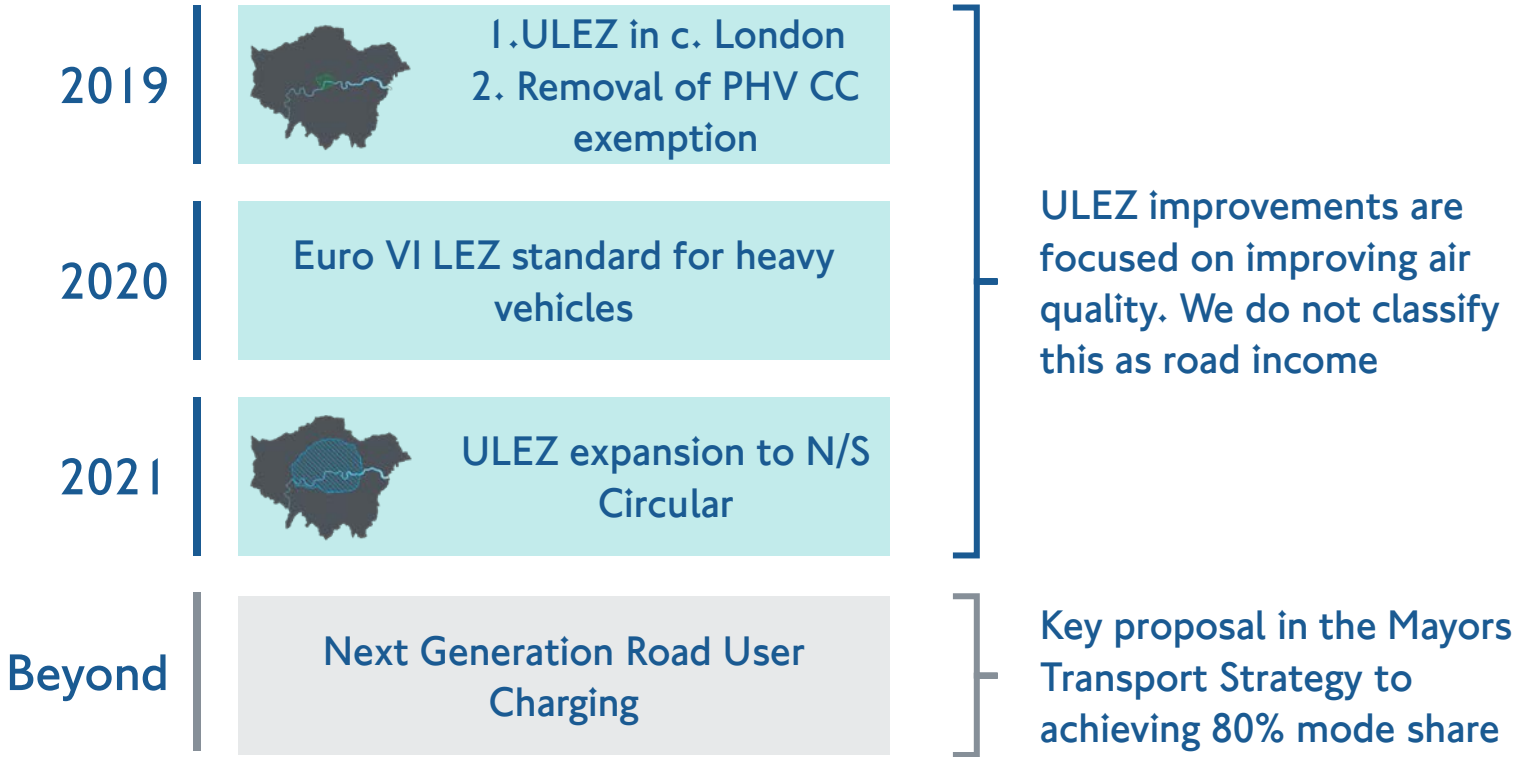 2019
1.ULEZ in c. London
2. Removal of PHV CC
exemption
2020
Euro VI LEZ standard for heavy
vehicles
2021
ULEZ expansion to N/S
Circular
ULEZ improvements are
focused on improving air
quality. We do not classify
this as road income
Beyond
Next Generation Road User
Charging
Key proposal in the Mayors
Transport Strategy to
achieving 80% mode share